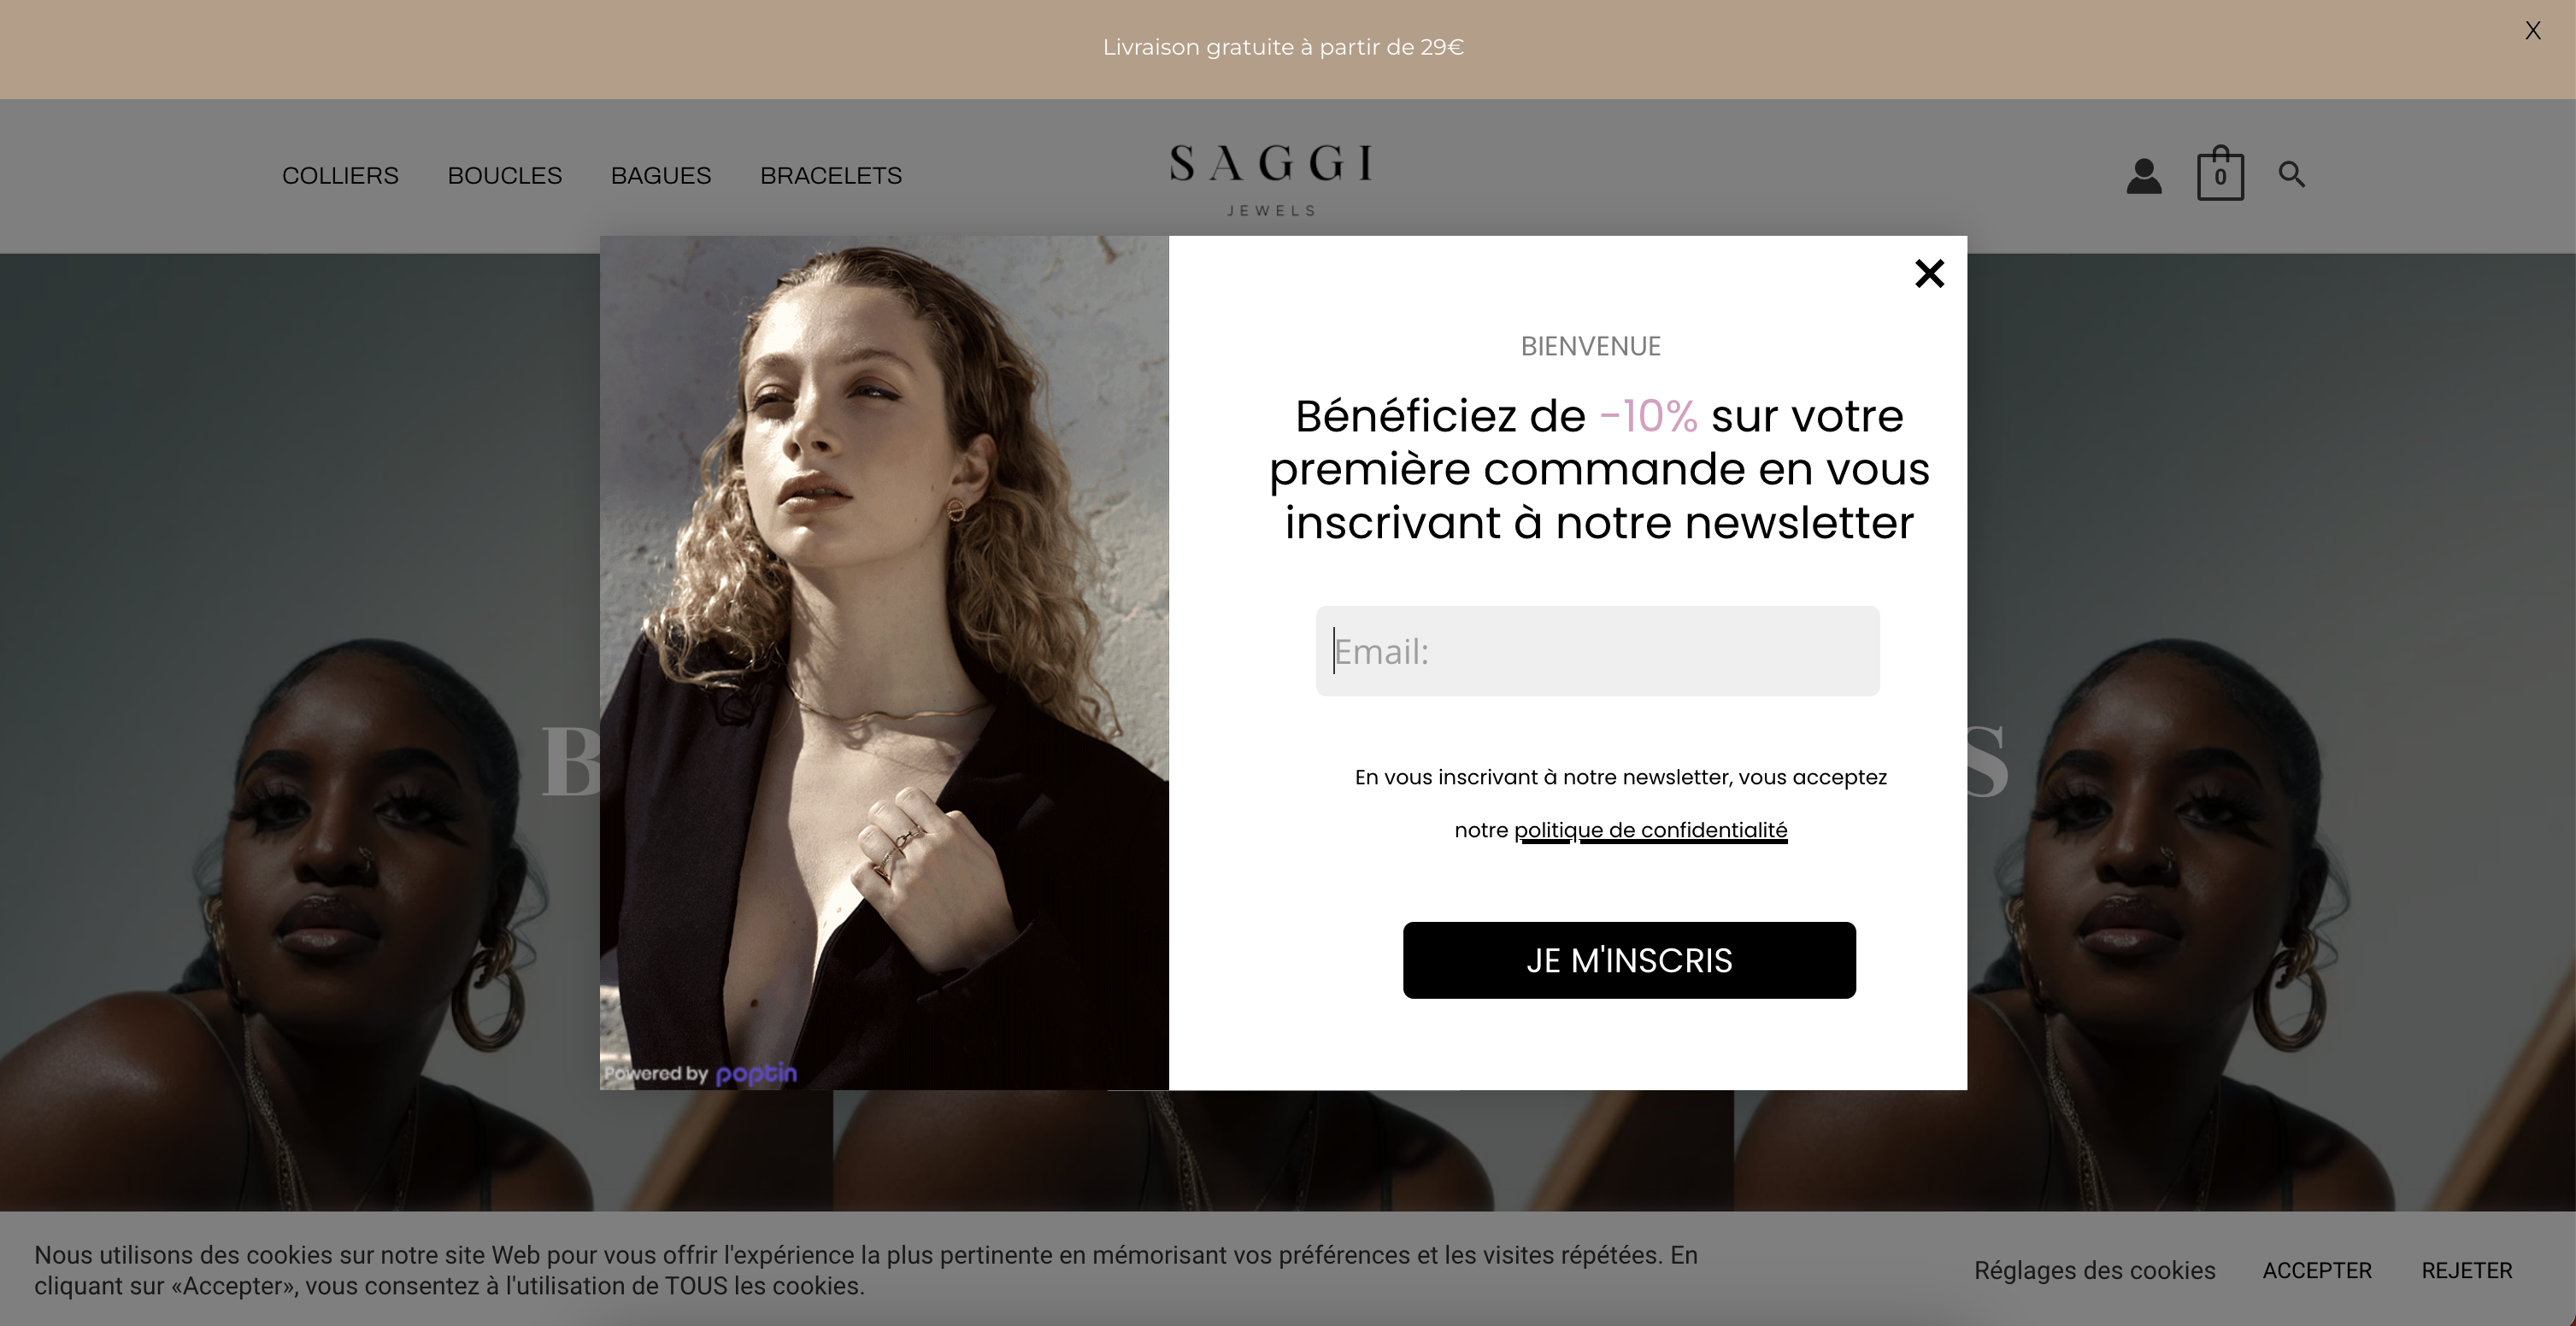 Livraison gratuite à partir de 29€
X
COLLIERS BOUCLES BAGUES BRACELETS
SAGGI
JEWELS
0
BIENVENUE
Bénéficiez de -10% sur votre
première commande en vous
inscrivant à notre newsletter
Email:
En vous inscrivant à notre newsletter, vous acceptez
notre politique de confidentialité
JE M'INSCRIS
Powered by poptin
Nous utilisons des cookies sur notre site Web pour vous offrir l'expérience la plus pertinente en mémorisant vos préférences et les visites répétées. En
cliquant sur «Accepter», vous consentez à l'utilisation de TOUS les cookies.
Réglages des cookies ACCEPTER REJETER